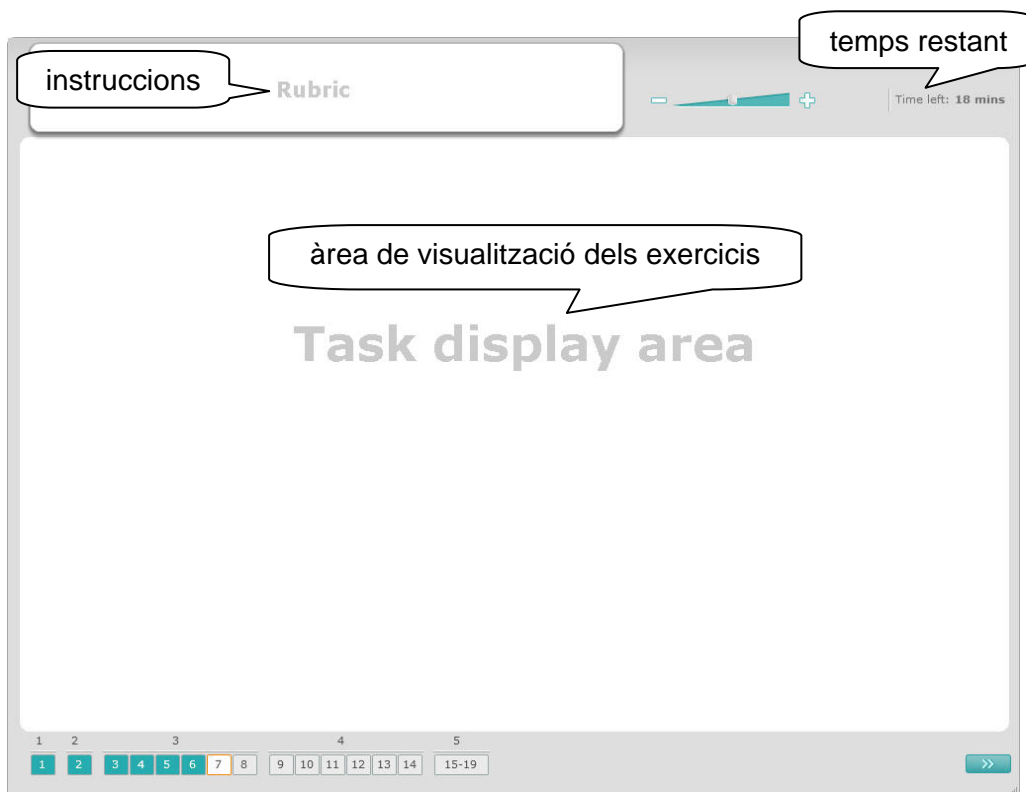 temps restant
instruccions
Rubric
Time left: 18 mins
àrea de visualització dels exercicis
Task display area
1 2 3 4 5
1 2 3 4 5 6 7 8 9 10 11 12 13 14 15-19
>>